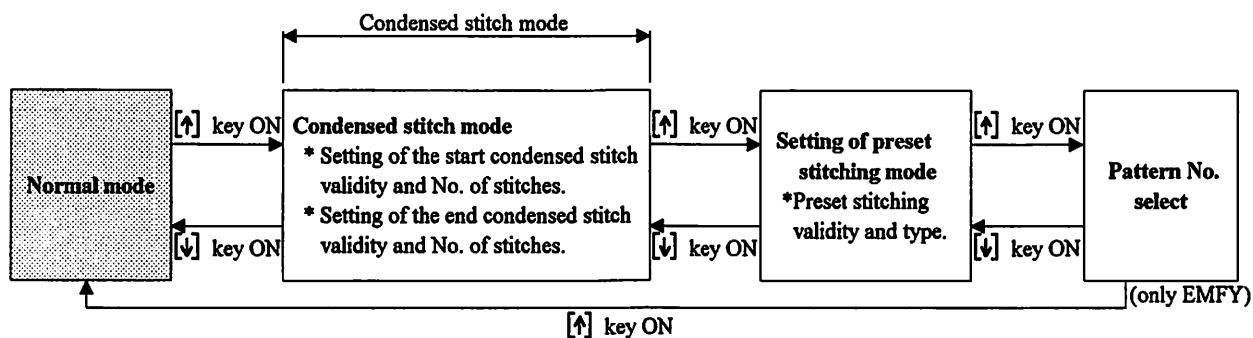 Condensed stitch mode
Normal mode
[↑] key ON
[↓] key ON
Condensed stitch mode
* Setting of the start condensed stitch
validity and No. of stitches.
* Setting of the end condensed stitch
validity and No. of stitches.
[↑] key ON
[↓] key ON
Setting of preset
stitching mode
*Preset stitching
validity and type.
[↑] key ON
[↓] key ON
Pattern No.
select
(only EMFY)
[↑] key ON